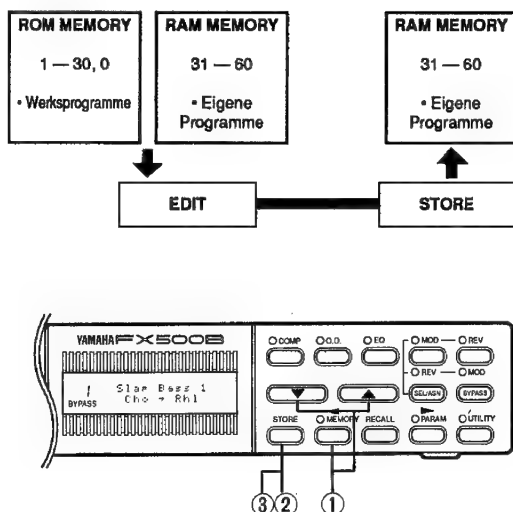 ROM MEMORY
1 — 30, 0
• Werksprogramme
RAM MEMORY
31 — 60
• Eigene
Programme
RAM MEMORY
31 — 60
• Eigene
Programme
EDIT
STORE
YAMAHA FX500B
COMP O.D. EQ MOD REV
REV MOD
1 Slap Bass 1
BYPASS Cho → Rhl
SEL/ASN BYPASS
STORE MEMORY RECALL PARAM UTILITY
③ ② ①